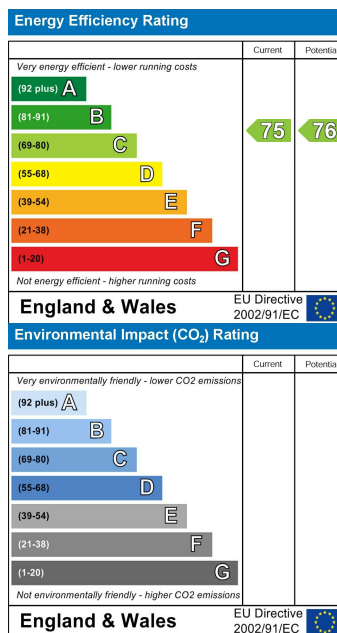 Energy Efficiency Rating
Current Potential
Very energy efficient - lower running costs
(92 plus) A
(81-91) B
(69-80) C
(55-68) D
(39-54) E
(21-38) F
(1-20) G
75 76
Not energy efficient - higher running costs
England & Wales
EU Directive
2002/91/EC
Environmental Impact (CO₂) Rating
Current Potential
Very environmentally friendly - lower CO2 emissions
(92 plus) A
(81-91) B
(69-80) C
(55-68) D
(39-54) E
(21-38) F
(1-20) G
Not environmentally friendly - higher CO2 emissions
England & Wales
EU Directive
2002/91/EC